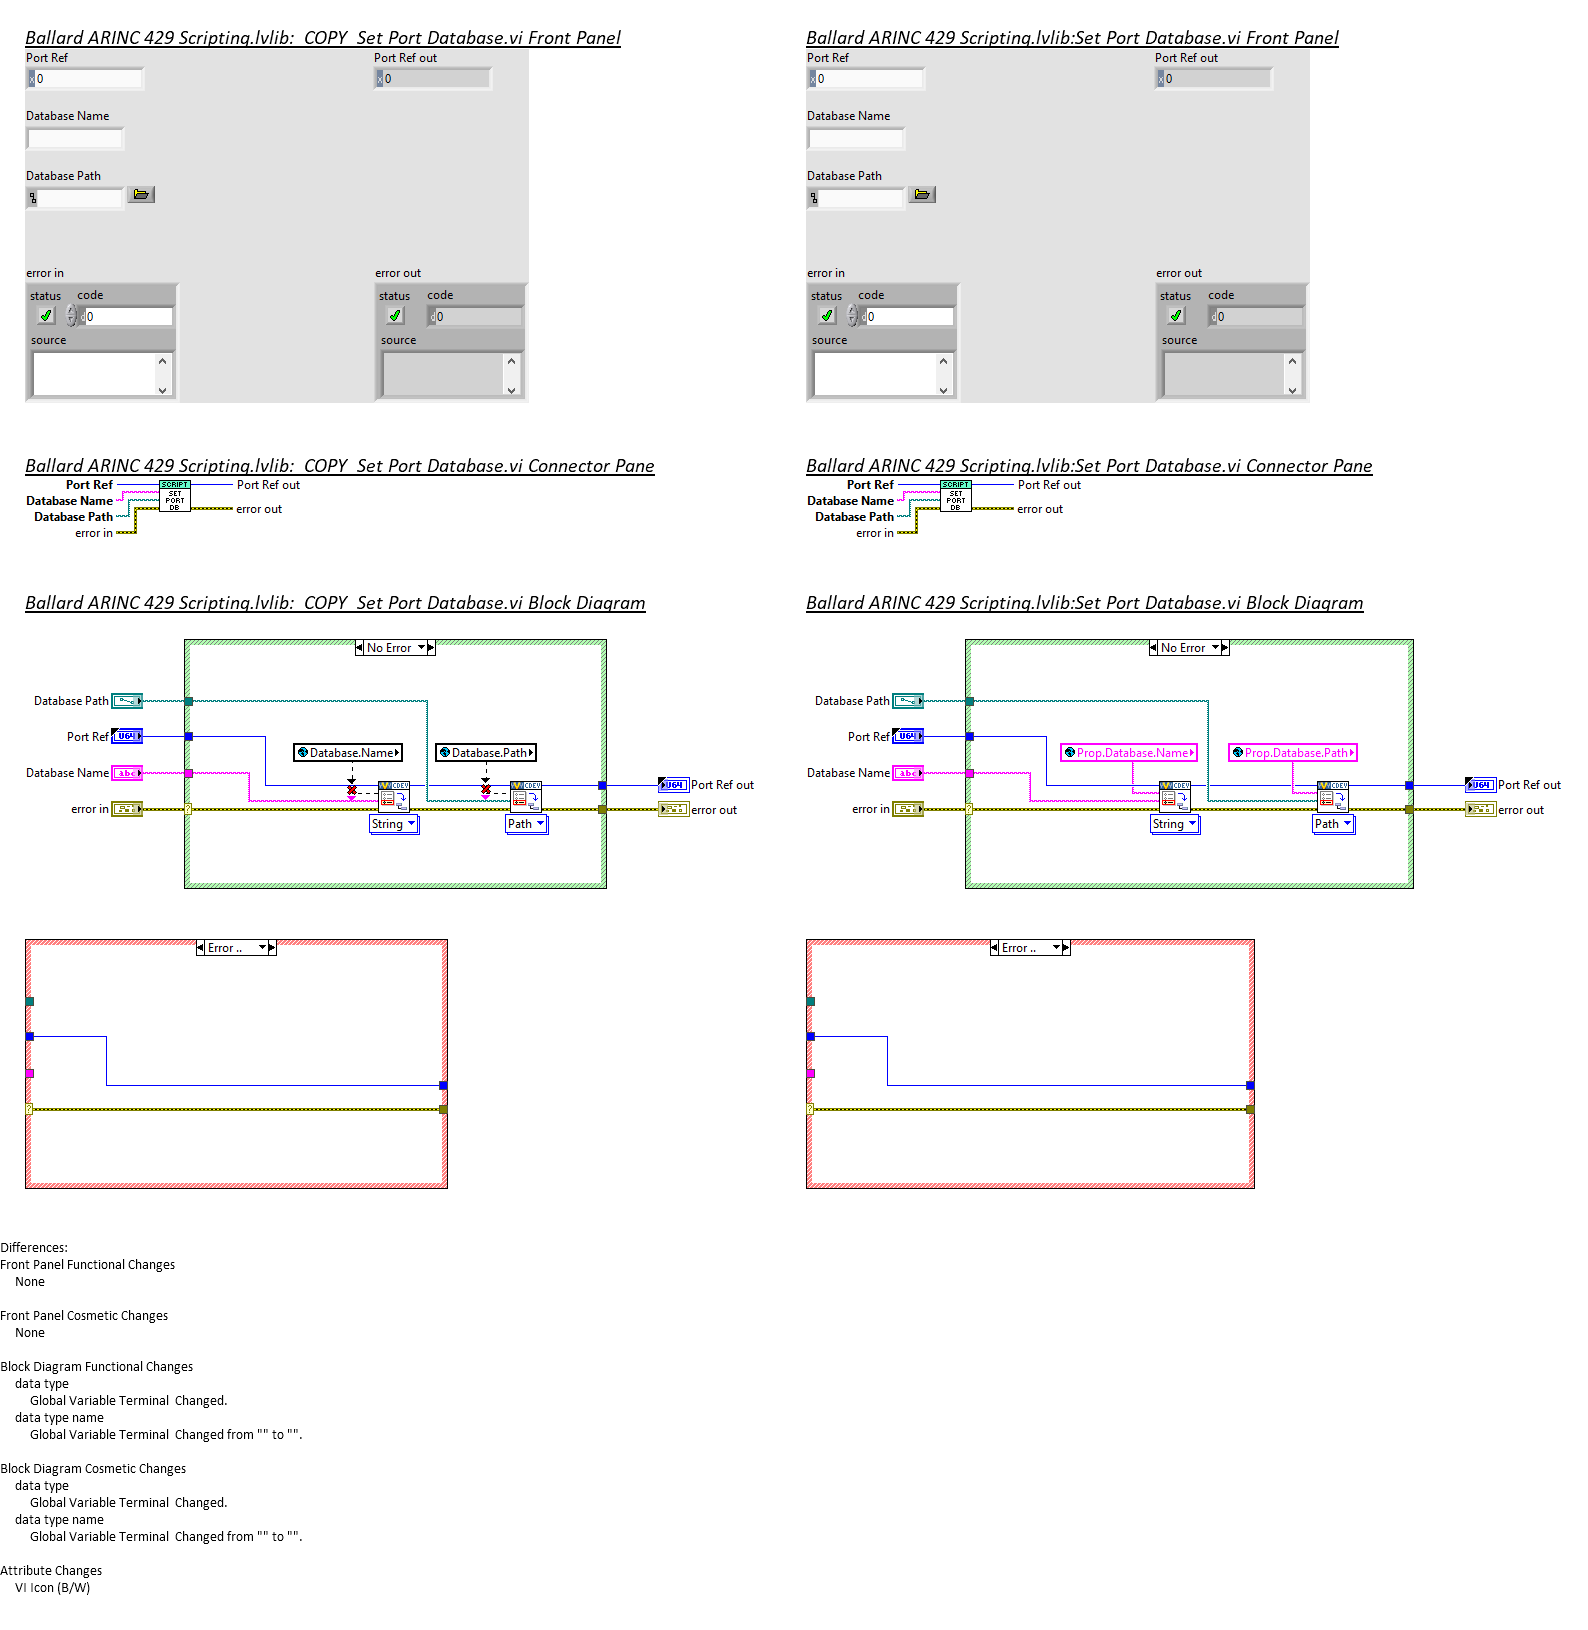 Ballard ARINC 429 Scripting.lvlib:_COPY_Set Port Database.vi Front Panel
Port Ref
Port Ref out
x 0
x 0
Database Name
Database Path
error in
error out
status code
status code
d 0
d 0
source
source
Ballard ARINC 429 Scripting.lvlib:Set Port Database.vi Front Panel
Port Ref
Port Ref out
x 0
x 0
Database Name
Database Path
error in
error out
status code
status code
d 0
d 0
source
source
Ballard ARINC 429 Scripting.lvlib:_COPY_Set Port Database.vi Connector Pane
Port Ref
Database Name
Database Path
error in
SCRIPT
SET
PORT
DB
Port Ref out
error out
Ballard ARINC 429 Scripting.lvlib:Set Port Database.vi Connector Pane
Port Ref
Database Name
Database Path
error in
SCRIPT
SET
PORT
DB
Port Ref out
error out
Ballard ARINC 429 Scripting.lvlib:_COPY_Set Port Database.vi Block Diagram
No Error
Database Path
Port Ref
U64
Database Name
abc
error in
?
Database.Name
Database.Path
CDEV
CDEV
String
Path
U64
Port Ref out
error out
Error ..
?
Ballard ARINC 429 Scripting.lvlib:Set Port Database.vi Block Diagram
No Error
Database Path
Port Ref
U64
Database Name
abc
error in
?
Prop.Database.Name
Prop.Database.Path
CDEV
CDEV
String
Path
U64
Port Ref out
error out
Error ..
?
Differences:
Front Panel Functional Changes
None
Front Panel Cosmetic Changes
None
Block Diagram Functional Changes
data type
Global Variable Terminal  Changed.
data type name
Global Variable Terminal  Changed from "" to "".
Block Diagram Cosmetic Changes
data type
Global Variable Terminal  Changed.
data type name
Global Variable Terminal  Changed from "" to "".
Attribute Changes
VI Icon (B/W)